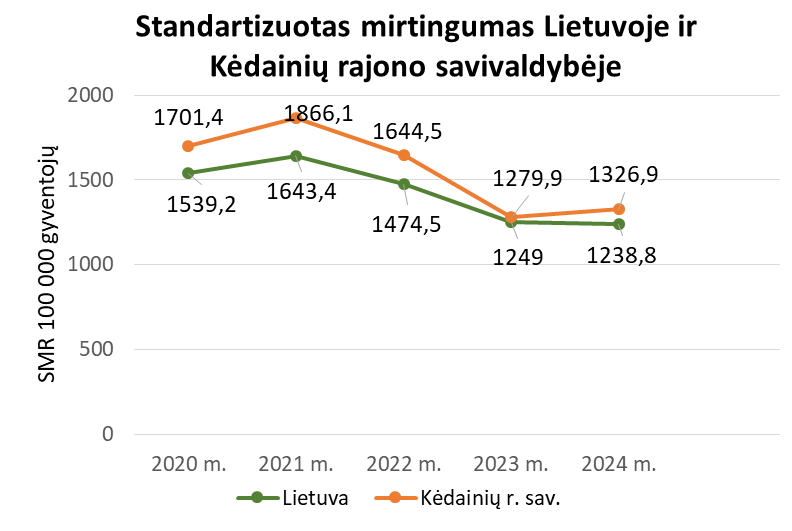 Standartizuotas mirtingumas Lietuvoje ir
Kėdainių rajono savivaldybėje
SMR 100 000 gyventojų
2000
1500
1000
500
0
1701,4
1866,1
1644,5
1279,9
1326,9
1539,2
1643,4
1474,5
1249
1238,8
2020 m.
2021 m.
2022 m.
2023 m.
2024 m.
Lietuva
Kėdainių r. sav.